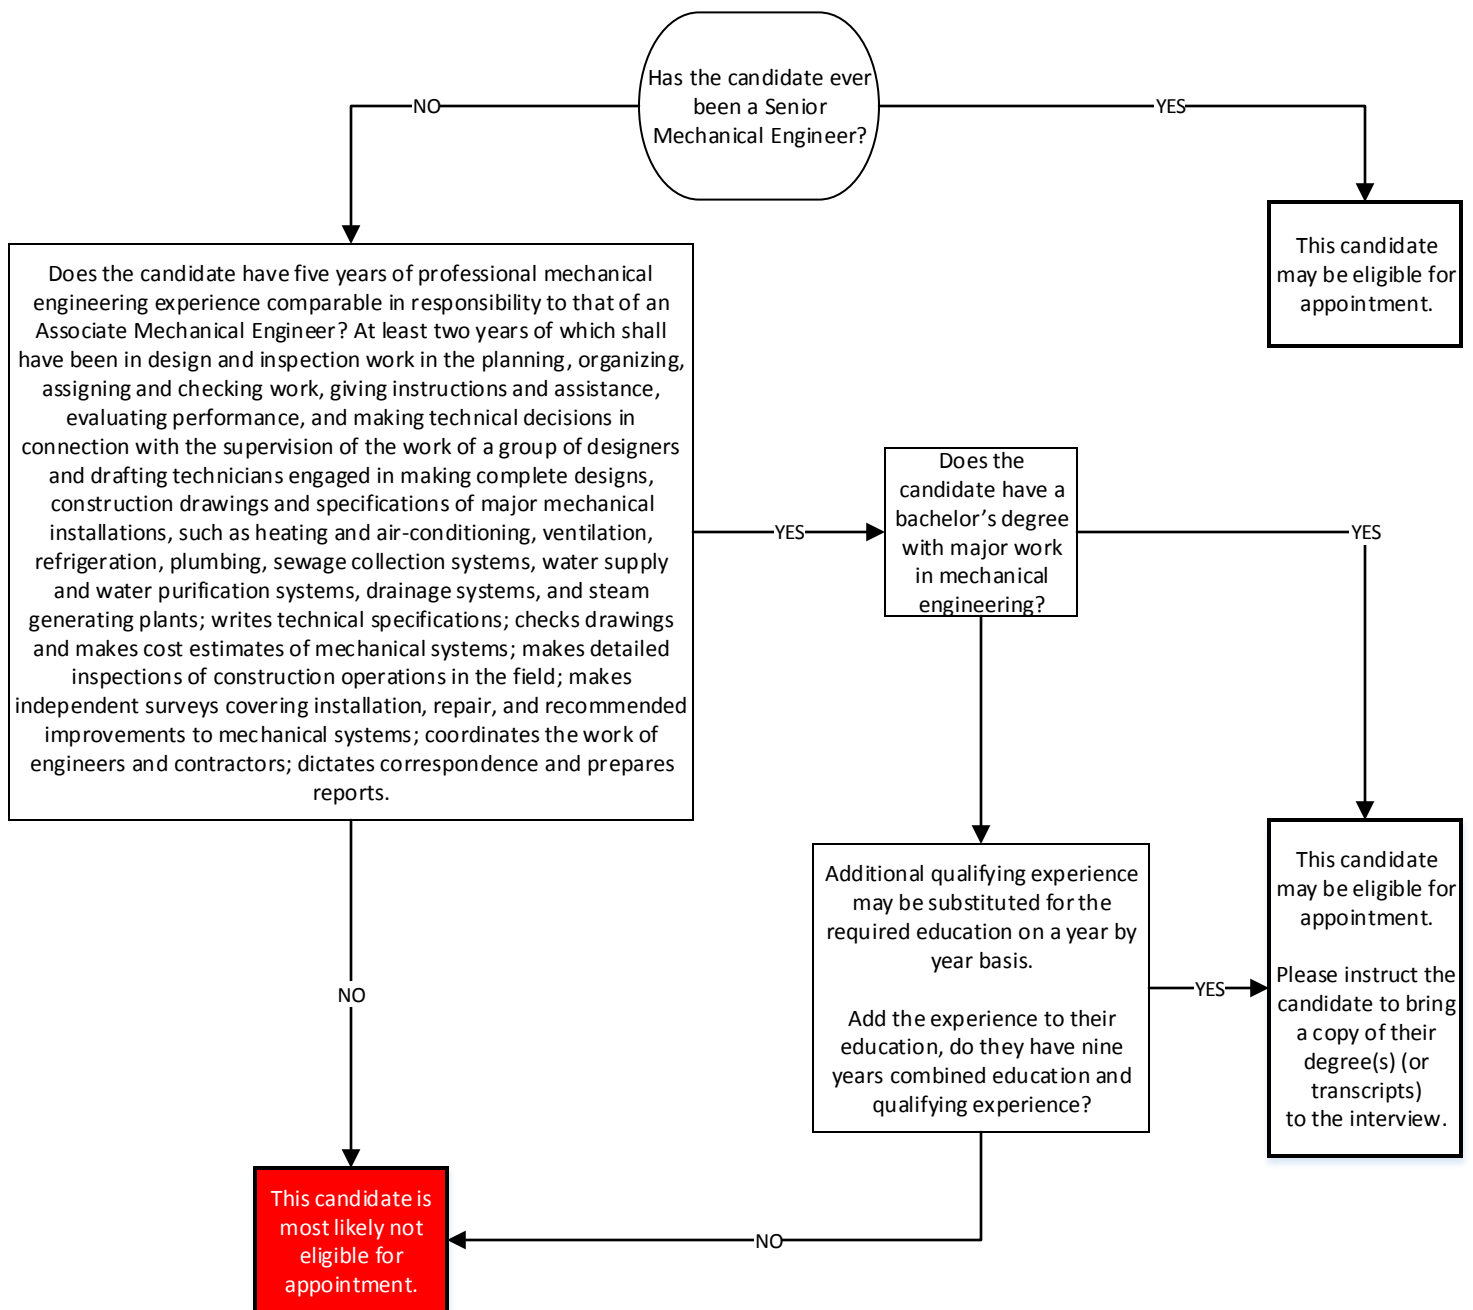 Has the candidate ever
been a Senior
Mechanical Engineer?
NO
YES
This candidate
may be eligible for
appointment.
Does the candidate have five years of professional mechanical
engineering experience comparable in responsibility to that of an
Associate Mechanical Engineer? At least two years of which shall
have been in design and inspection work in the planning, organizing,
assigning and checking work, giving instructions and assistance,
evaluating performance, and making technical decisions in
connection with the supervision of the work of a group of designers
and drafting technicians engaged in making complete designs,
construction drawings and specifications of major mechanical
installations, such as heating and air-conditioning, ventilation,
refrigeration, plumbing, sewage collection systems, water supply
and water purification systems, drainage systems, and steam
generating plants; writes technical specifications; checks drawings
and makes cost estimates of mechanical systems; makes detailed
inspections of construction operations in the field; makes
independent surveys covering installation, repair, and recommended
improvements to mechanical systems; coordinates the work of
engineers and contractors; dictates correspondence and prepares
reports.
YES
Does the
candidate have a
bachelor's degree
with major work
in mechanical
engineering?
YES
Additional qualifying experience
may be substituted for the
required education on a year by
year basis.
Add the experience to their
education, do they have nine
years combined education and
qualifying experience?
YES
This candidate
may be eligible for
appointment.
Please instruct the
candidate to bring
a copy of their
degree(s) (or
transcripts)
to the interview.
NO
NO
This candidate is
most likely not
eligible for
appointment.